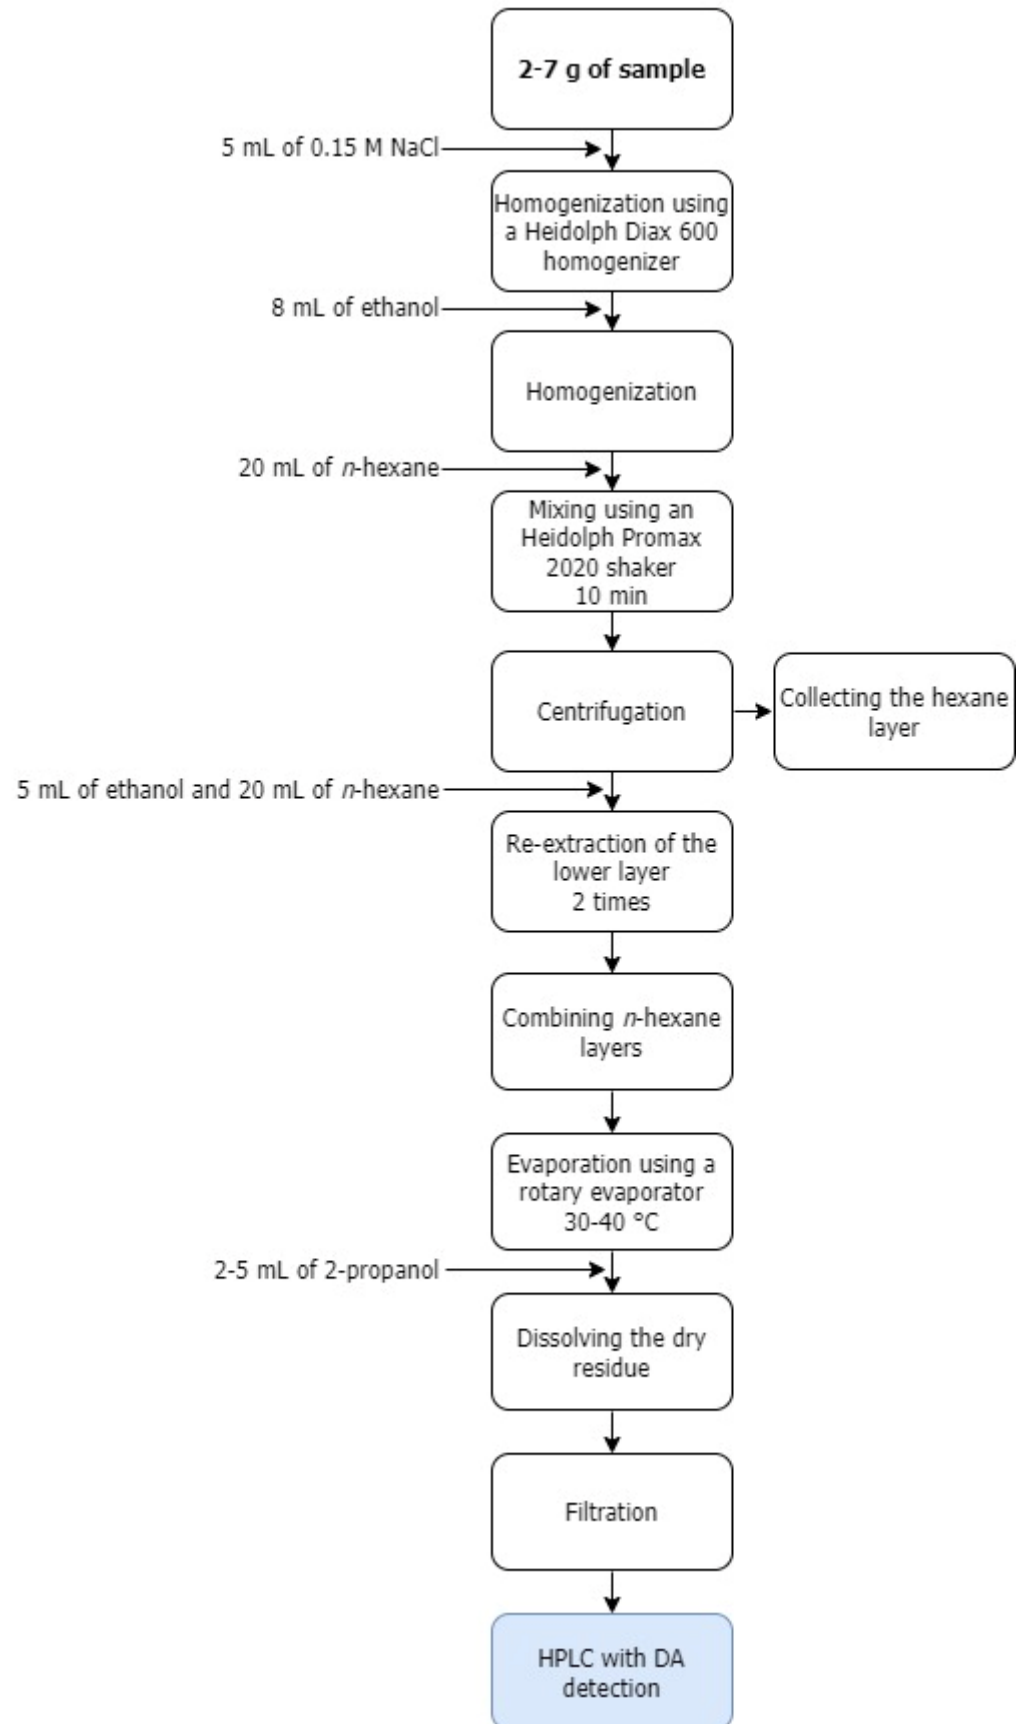 2-7 g of sample
5 mL of 0.15 M NaCl
Homogenization using
a Heidolph Diax 600
homogenizer
8 mL of ethanol
Homogenization
20 mL of n-hexane
Mixing using an
Heidolph Promax
2020 shaker
10 min
Centrifugation
Collecting the hexane
layer
5 mL of ethanol and 20 mL of n-hexane
Re-extraction of the
lower layer
2 times
Combining n-hexane
layers
Evaporation using a
rotary evaporator
30-40 °C
2-5 mL of 2-propanol
Dissolving the dry
residue
Filtration
HPLC with DA
detection